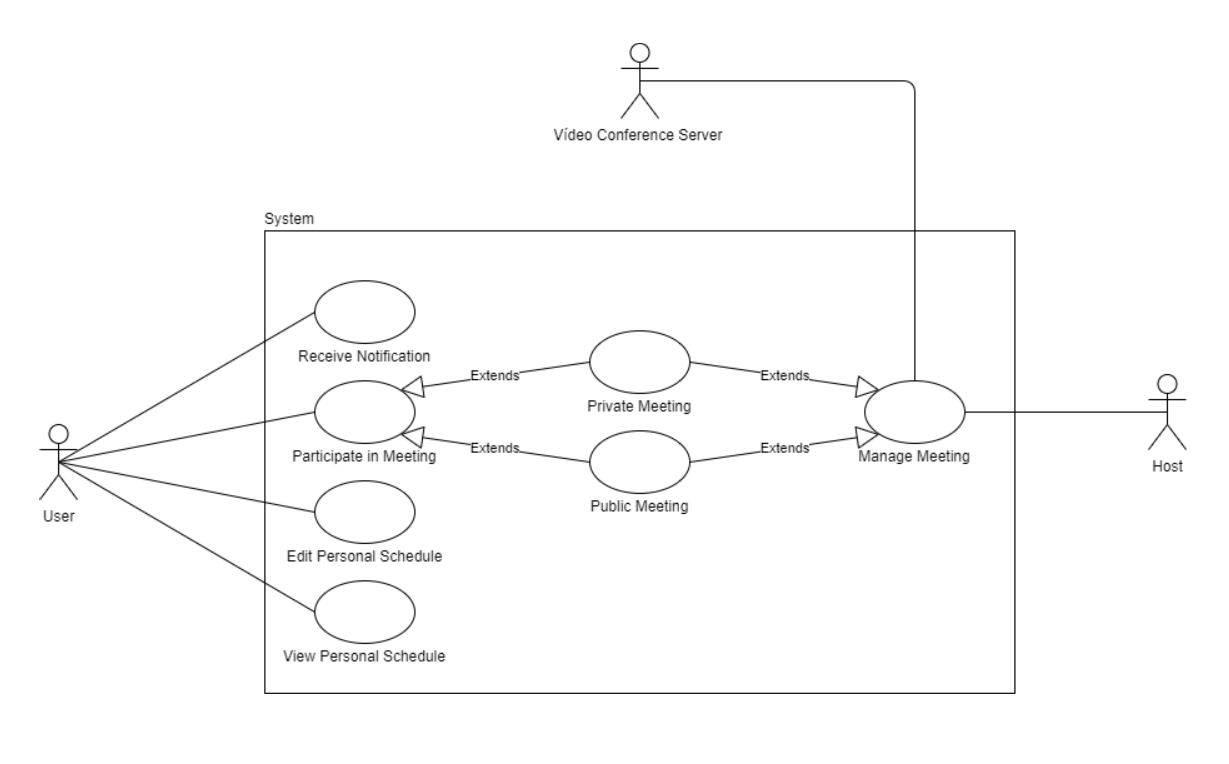 Vídeo Conference Server
System
Receive Notification
Extends
Extends
Private Meeting
Participate in Meeting
Extends
Extends
Manage Meeting
Host
Public Meeting
User
Edit Personal Schedule
View Personal Schedule